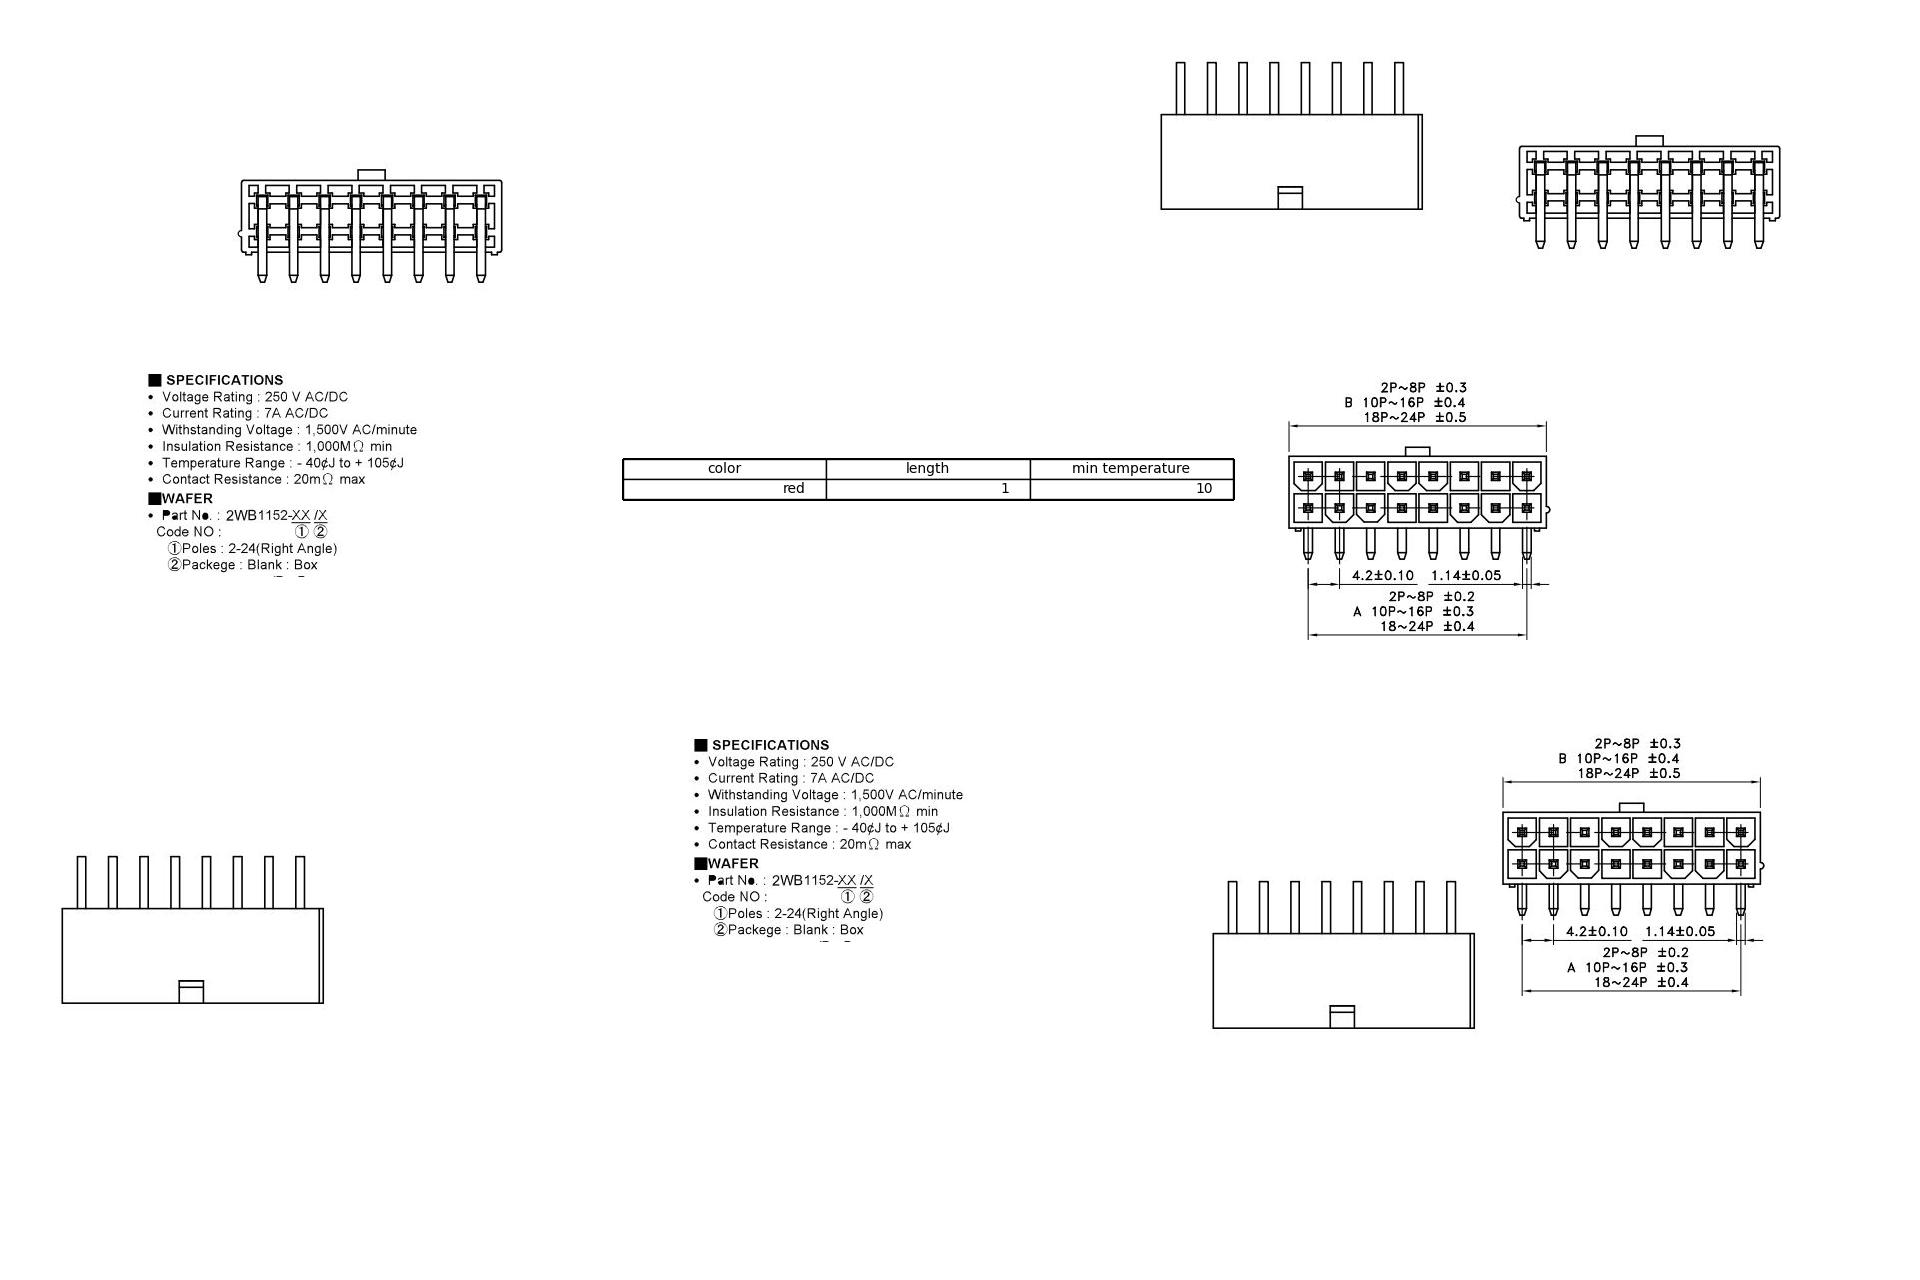 ■ SPECIFICATIONS
• Voltage Rating : 250 V AC/DC
• Current Rating : 7A AC/DC
• Withstanding Voltage : 1,500V AC/minute
• Insulation Resistance : 1,000MΩ min
• Temperature Range : - 40¢J to + 105¢J
• Contact Resistance : 20mΩ max
■WAFER
• Part No. : 2WB1152-XX /X
Code NO : ① ②
①Poles : 2-24(Right Angle)
②Packege : Blank : Box
color length min temperature
red 1 10
2P~8P ±0.3
B 10P~16P ±0.4
18P~24P ±0.5
4.2±0.10 1.14±0.05
2P~8P ±0.2
A 10P~16P ±0.3
18~24P ±0.4
■ SPECIFICATIONS
• Voltage Rating : 250 V AC/DC
• Current Rating : 7A AC/DC
• Withstanding Voltage : 1,500V AC/minute
• Insulation Resistance : 1,000MΩ min
• Temperature Range : - 40¢J to + 105¢J
• Contact Resistance : 20mΩ max
■WAFER
• Part No. : 2WB1152-XX /X
Code NO : ① ②
①Poles : 2-24(Right Angle)
②Packege : Blank : Box
2P~8P ±0.3
B 10P~16P ±0.4
18P~24P ±0.5
4.2±0.10 1.14±0.05
2P~8P ±0.2
A 10P~16P ±0.3
18~24P ±0.4